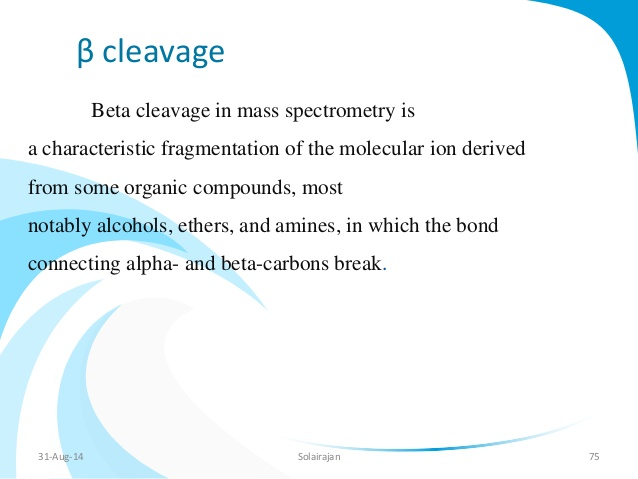 β cleavage
Beta cleavage in mass spectrometry is
a characteristic fragmentation of the molecular ion derived
from some organic compounds, most
notably alcohols, ethers, and amines, in which the bond
connecting alpha- and beta-carbons break.
31-Aug-14 Solairajan 75